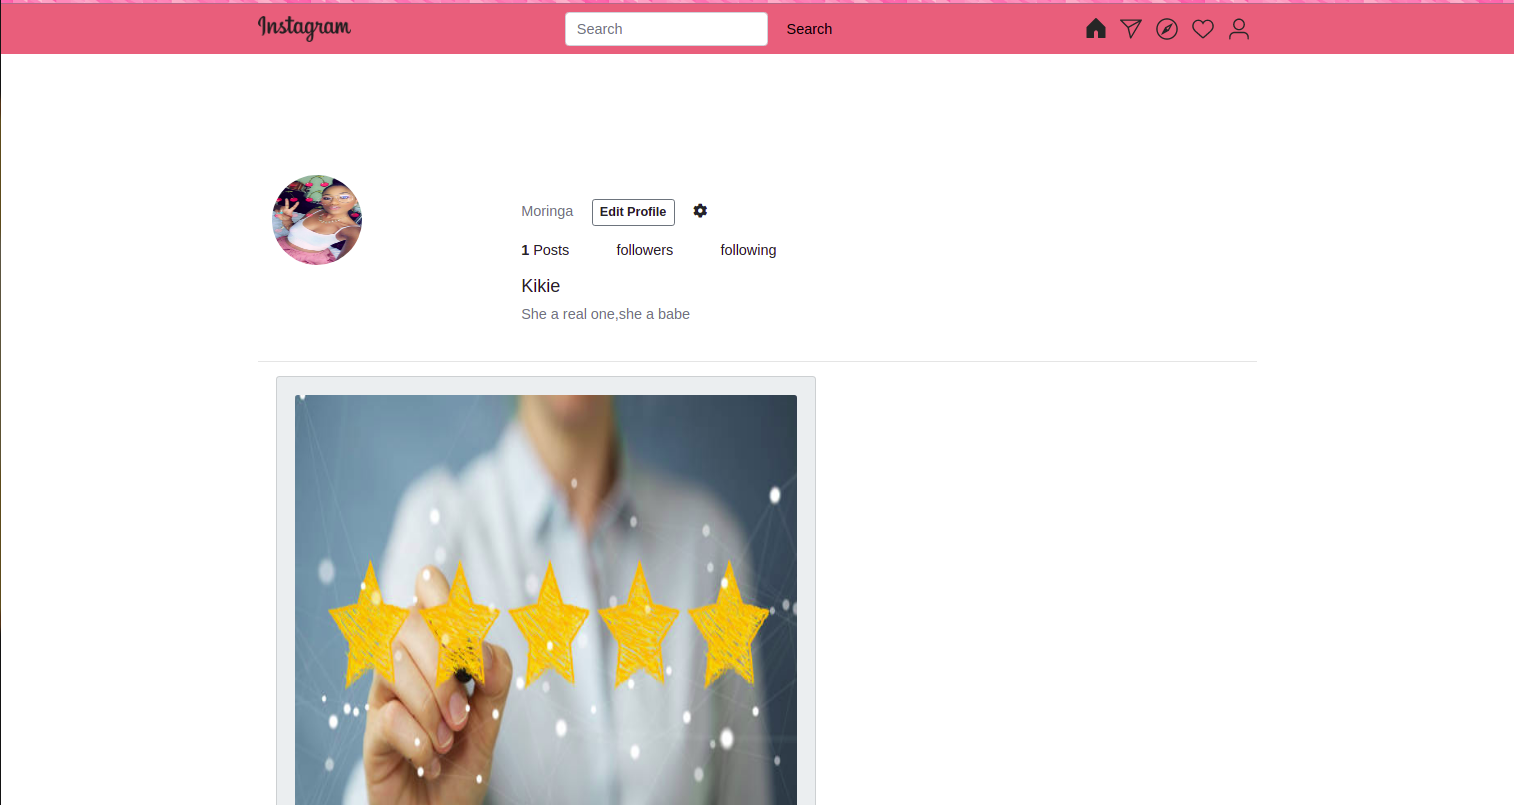 Instagram Search Search
Moringa Edit Profile
1 Posts followers following
Kikie
She a real one,she a babe